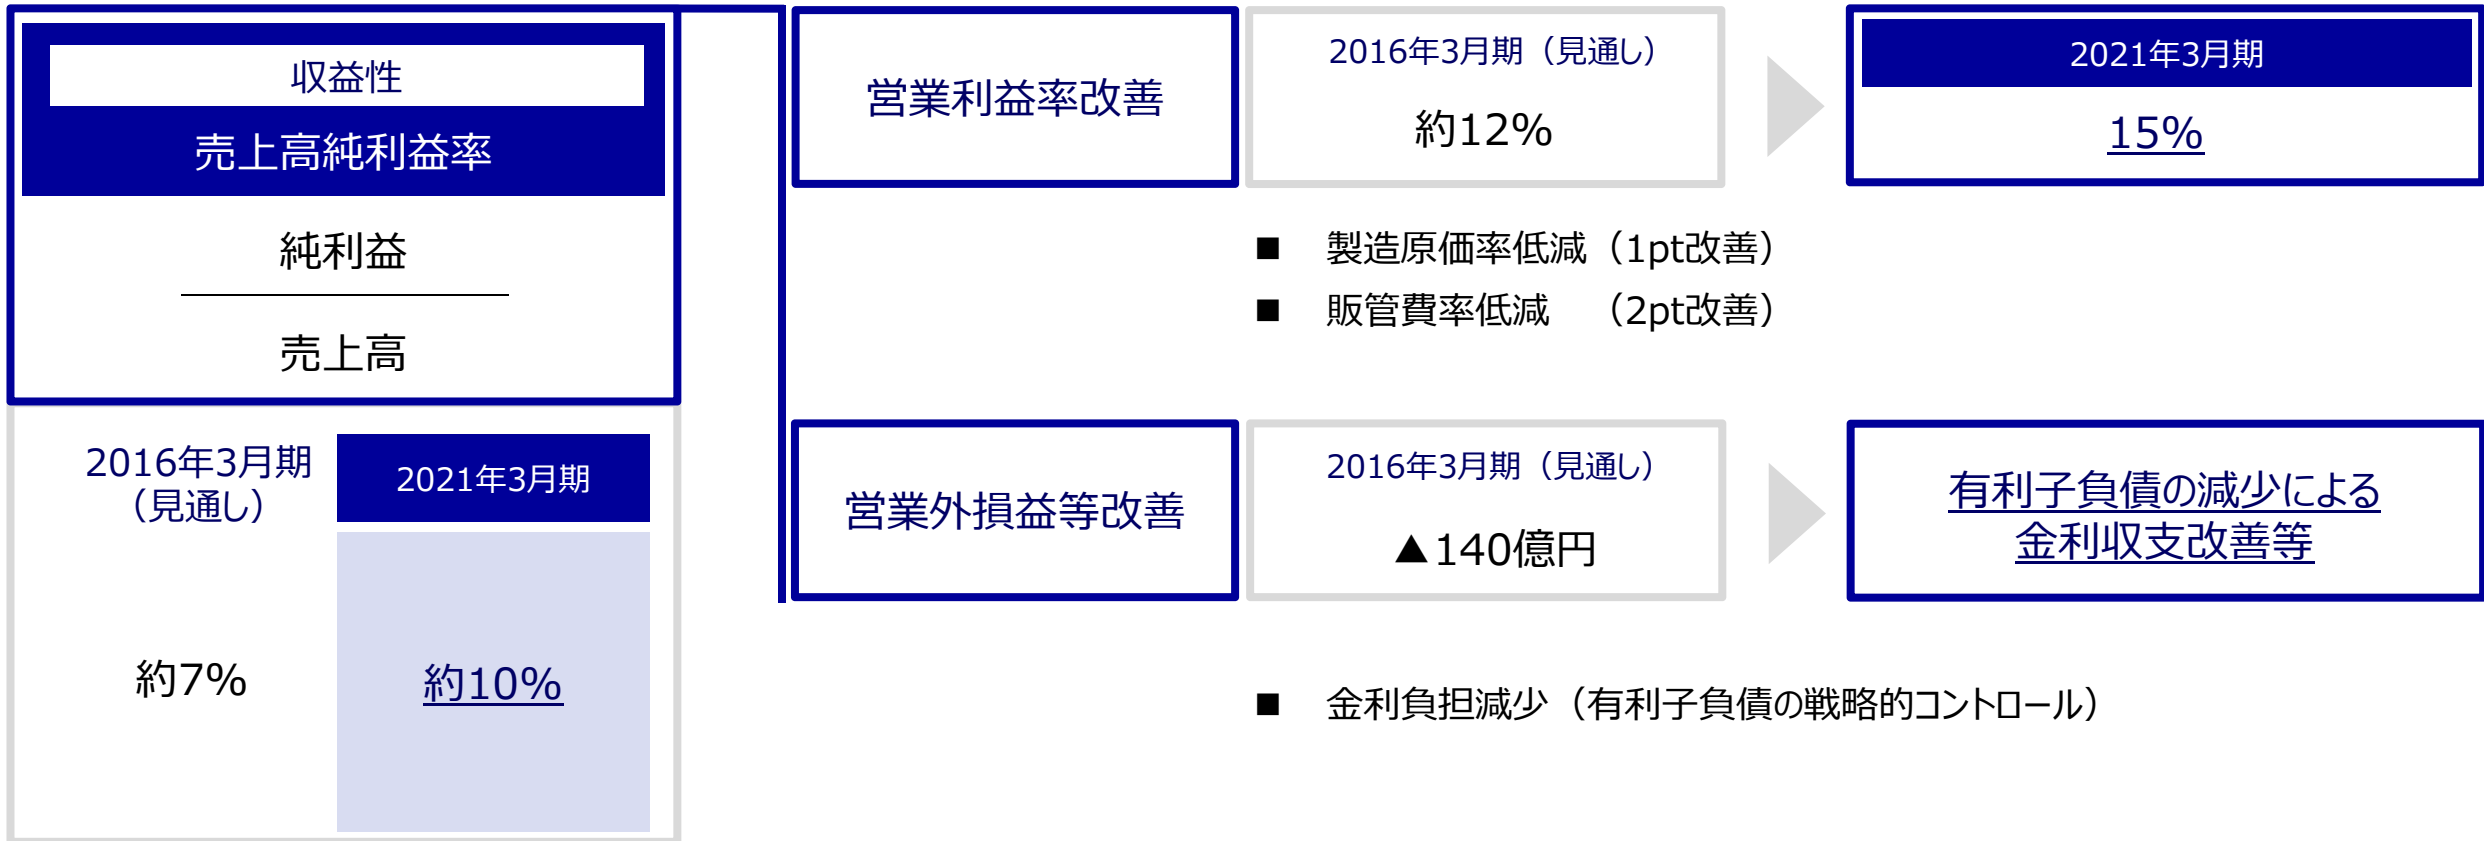 収益性
売上高純利益率
純利益
売上高
2016年3月期
（見通し）
2021年3月期
約7%
約10%
営業利益率改善
2016年3月期（見通し）
約12%
2021年3月期
15%
■ 製造原価率低減（1pt改善）
■ 販管費率低減　（2pt改善）
営業外損益等改善
2016年3月期（見通し）
▲140億円
有利子負債の減少による
金利収支改善等
■ 金利負担減少（有利子負債の戦略的コントロール）